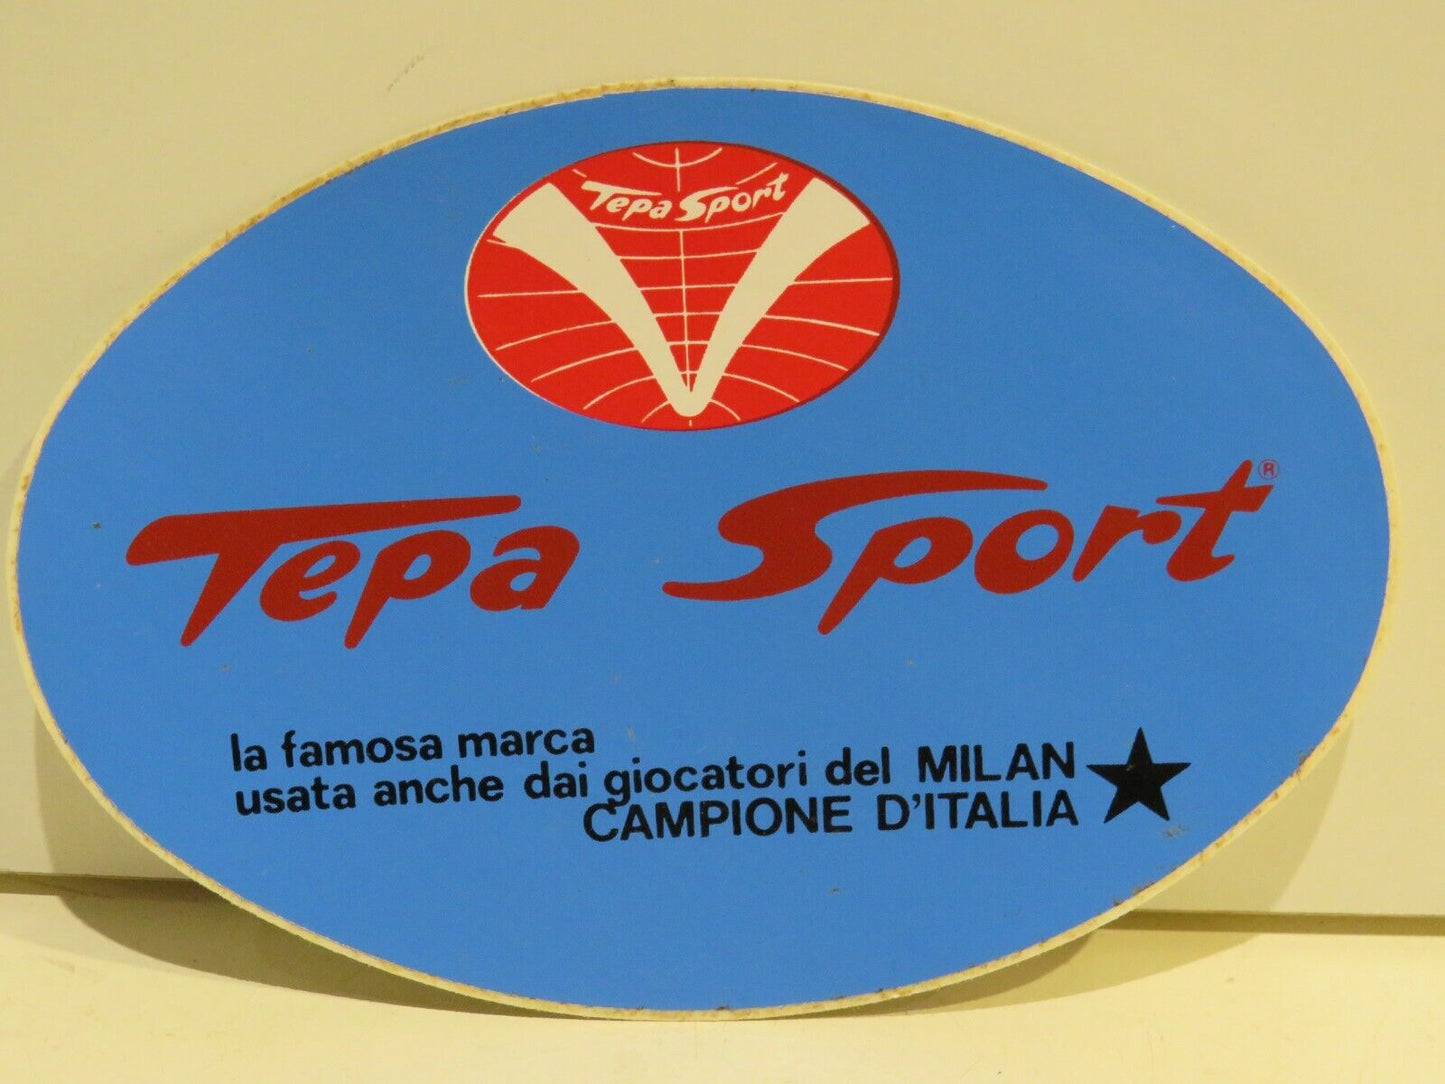 Tepa Sport
Tepa Sport ®
la famosa marca
usata anche dai giocatori del MILAN
CAMPIONE D'ITALIA